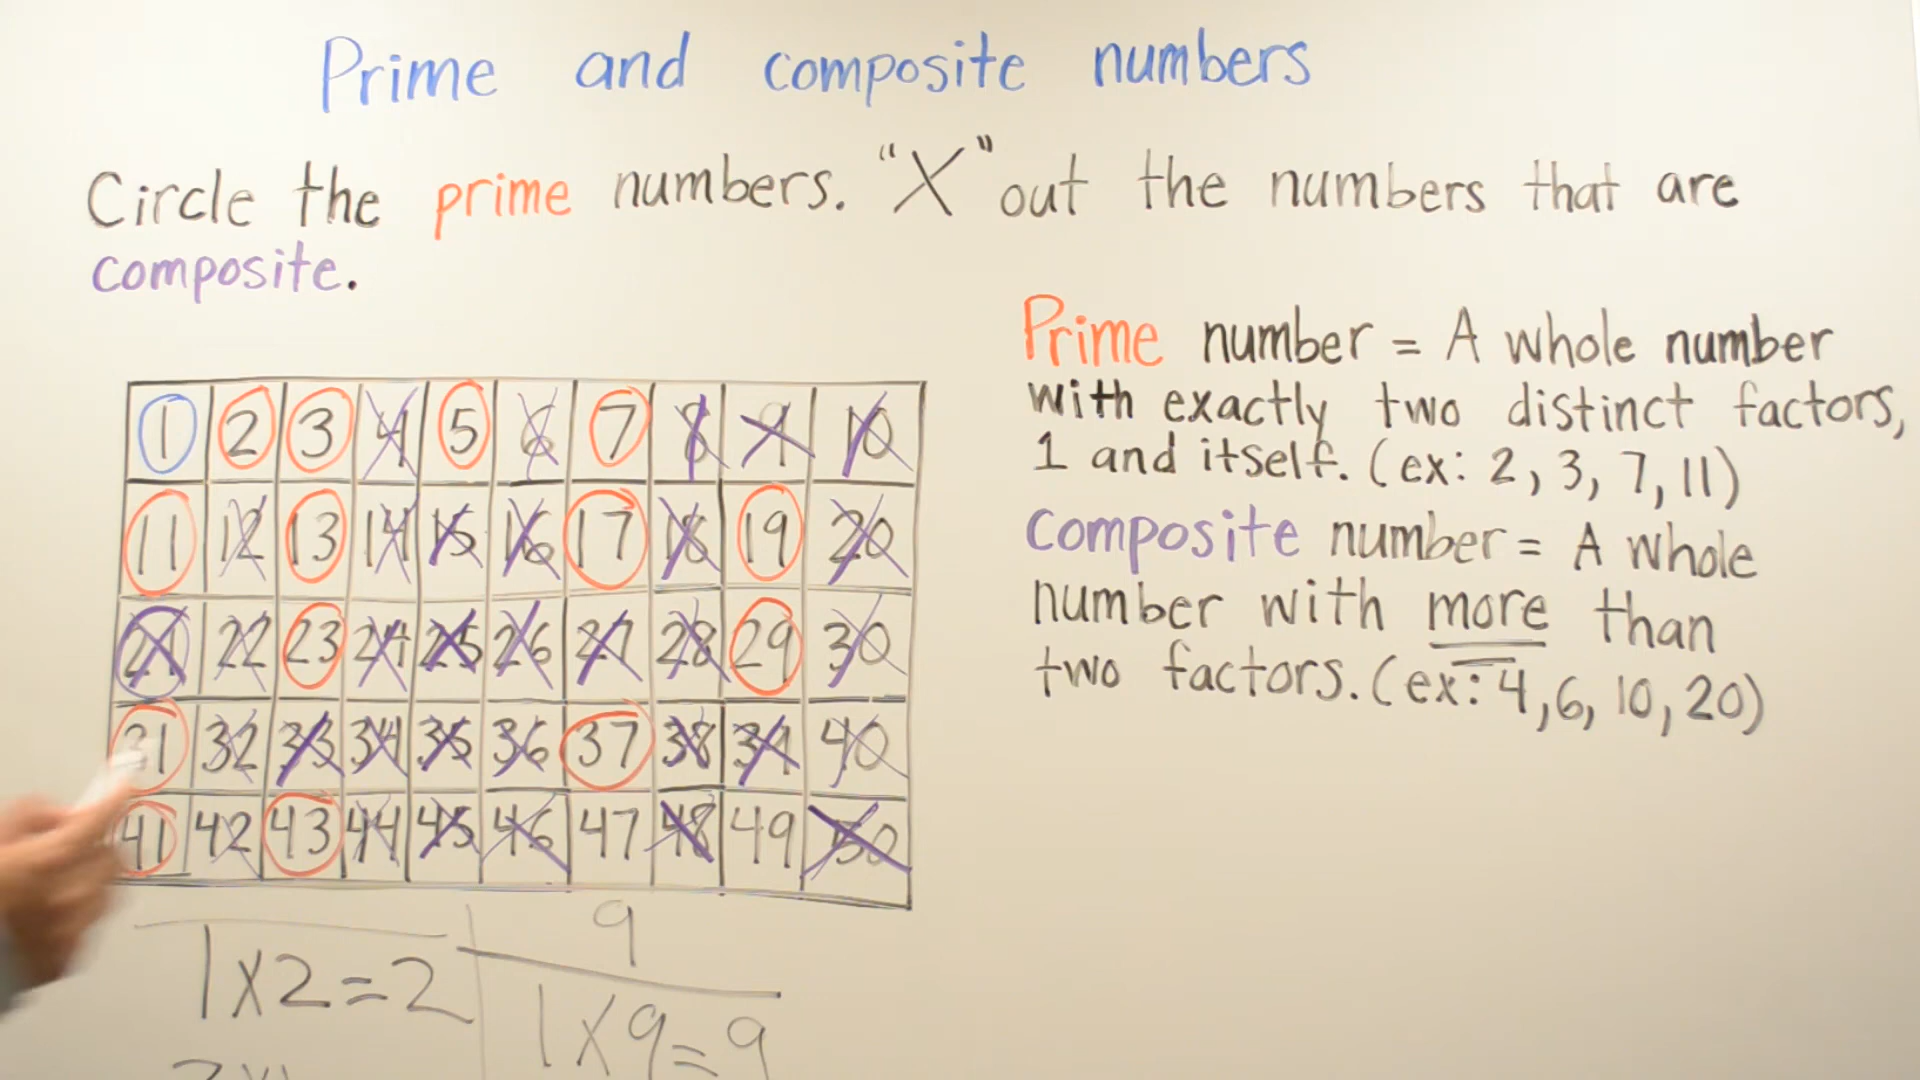 Prime and composite numbers
Circle the prime numbers. "X" out the numbers that are
composite.
Prime number = A whole number
with exactly two distinct factors,
1 and itself. (ex: 2, 3, 7, 11)
Composite number = A whole
number with more than
two factors. (ex: 4, 6, 10, 20)
1 2 3 4 5 6 7 8 9 10
11 12 13 14 15 16 17 18 19 20
21 22 23 24 25 26 27 28 29 30
31 32 33 34 35 36 37 38 39 40
41 42 43 44 45 46 47 48 49 50
1x2=2
9
1x9=9